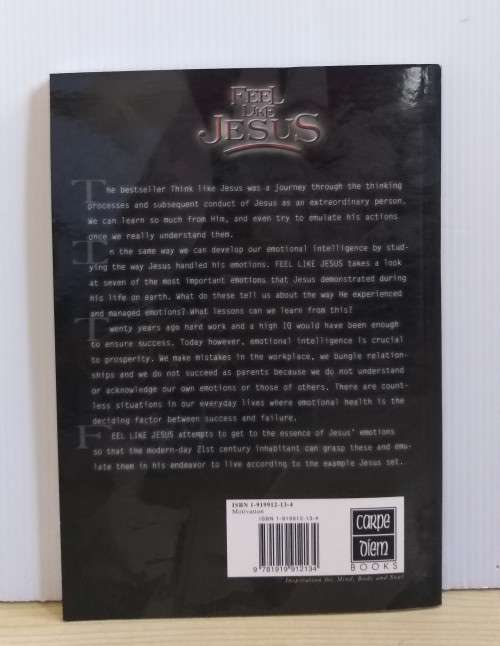 FEEL
LIKE
JESUS
The bestseller Think like Jesus was a journey through the thinking
processes and subsequent conduct of Jesus as an extraordinary person.
We can learn so much from Him, and even try to emulate his actions
once we really understand them.
In the same way we can develop our emotional intelligence by stud-
ying the way Jesus handled his emotions. FEEL LIKE JESUS takes a look
at seven of the most important emotions that Jesus demonstrated during
his life on earth. What do these tell us about the way He experienced
and managed emotions? What lessons can we learn from this?
Twenty years ago hard work and a high IQ would have been enough
to ensure success. Today however, emotional intelligence is crucial
to prosperity. We make mistakes in the workplace, we bungle relation-
ships and we do not succeed as parents because we do not understand
or acknowledge our own emotions or those of others. There are count-
less situations in our everyday lives where emotional health is the
deciding factor between success and failure.
FEEL LIKE JESUS attempts to get to the essence of Jesus' emotions
so that the modern-day 21st century inhabitant can grasp these and emu-
late them in his endeavor to live according to the example Jesus set.
ISBN 1-919912-13-4
Motivation
ISBN 1-919912-13-4
9 781919 912134
CARPE
DIEM
BOOKS
Inspiration for Mind, Body and Soul